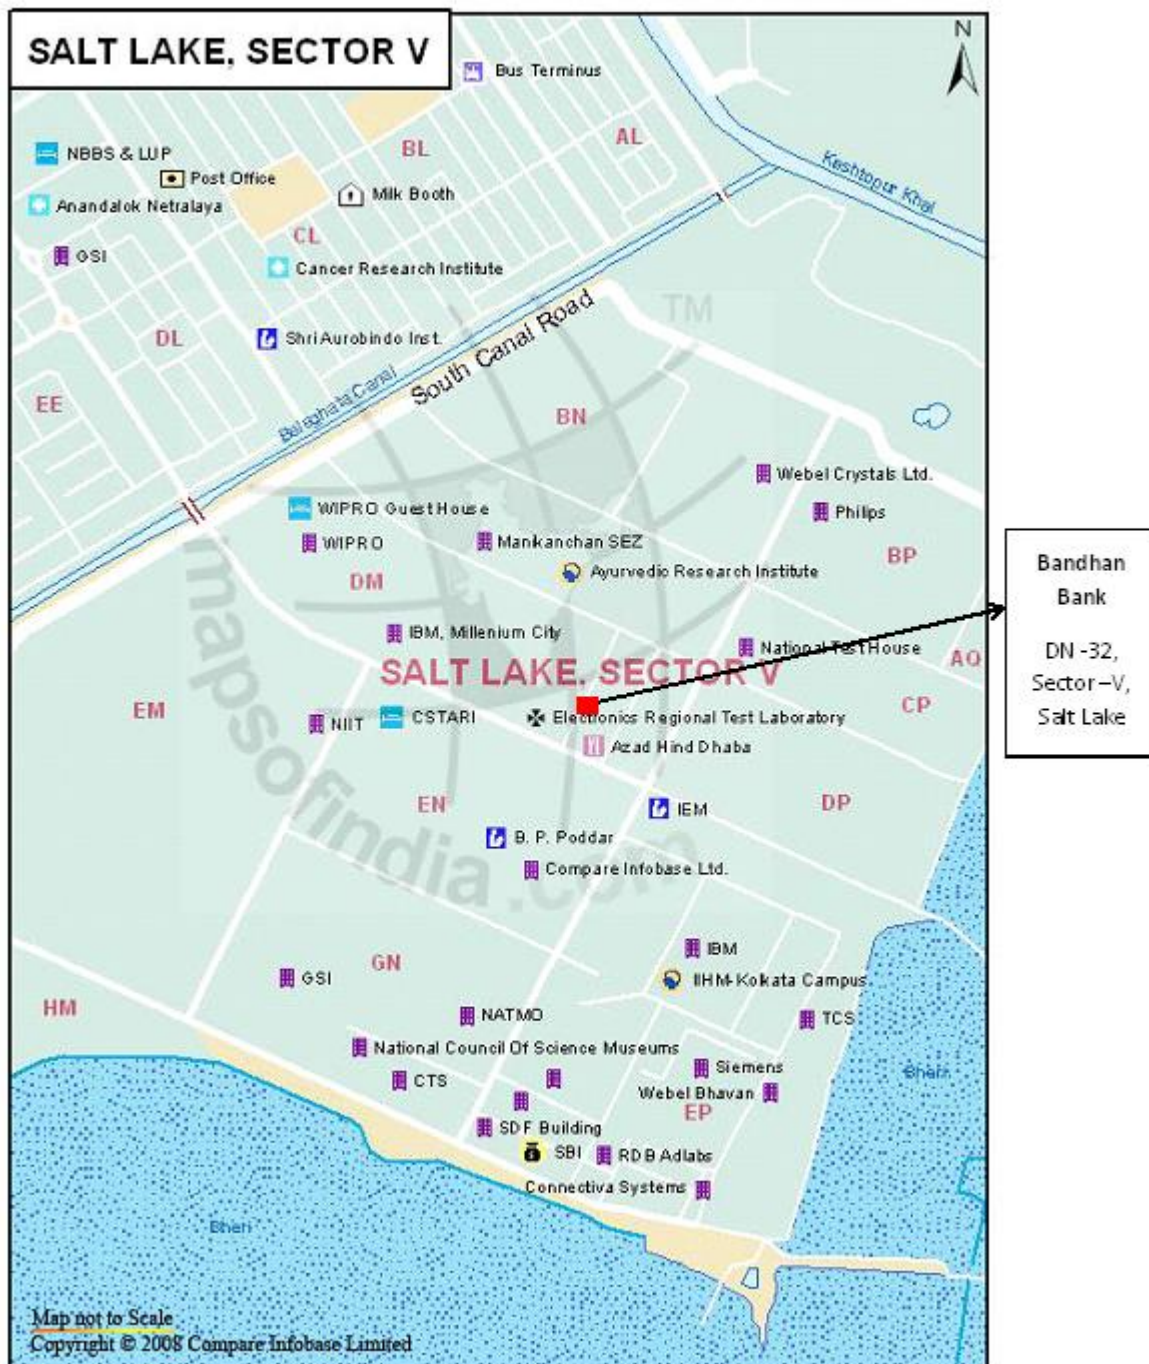 SALT LAKE, SECTOR V
N
Bus Terminus
AL
BL
NBBS & LUP
Post Office
Milk Booth
Keshtopur Khal
Anandalok Netralaya
CL
GSI
Cancer Research Institute
TM
DL
Shri Aurobindo Inst.
South Canal Road
Beleghata Canal
EE
BN
Webel Crystals Ltd.
WIPRO Guest House
Philips
WIPRO
Manikanchan SEZ
BP
DM
Ayurvedic Research Institute
Bandhan
Bank
IBM, Millenium City
National Test House
DN -32,
Sector –V,
Salt Lake
AQ
SALT LAKE, SECTOR V
EM
CP
NIIT
CSTARI
Electronics Regional Test Laboratory
Azad Hind Dhaba
mapsofindia.com
EN
IEM
DP
B. P. Poddar
Compare Infobase Ltd.
IBM
GN
GSI
IIHM-Kolkata Campus
HM
NATMO
TCS
National Council Of Science Museums
Siemens
Bheri
CTS
Webel Bhavan
EP
SDF Building
SBI
RDB Adlabs
Connectiva Systems
Bheri
Map not to Scale
Copyright © 2008 Compare Infobase Limited